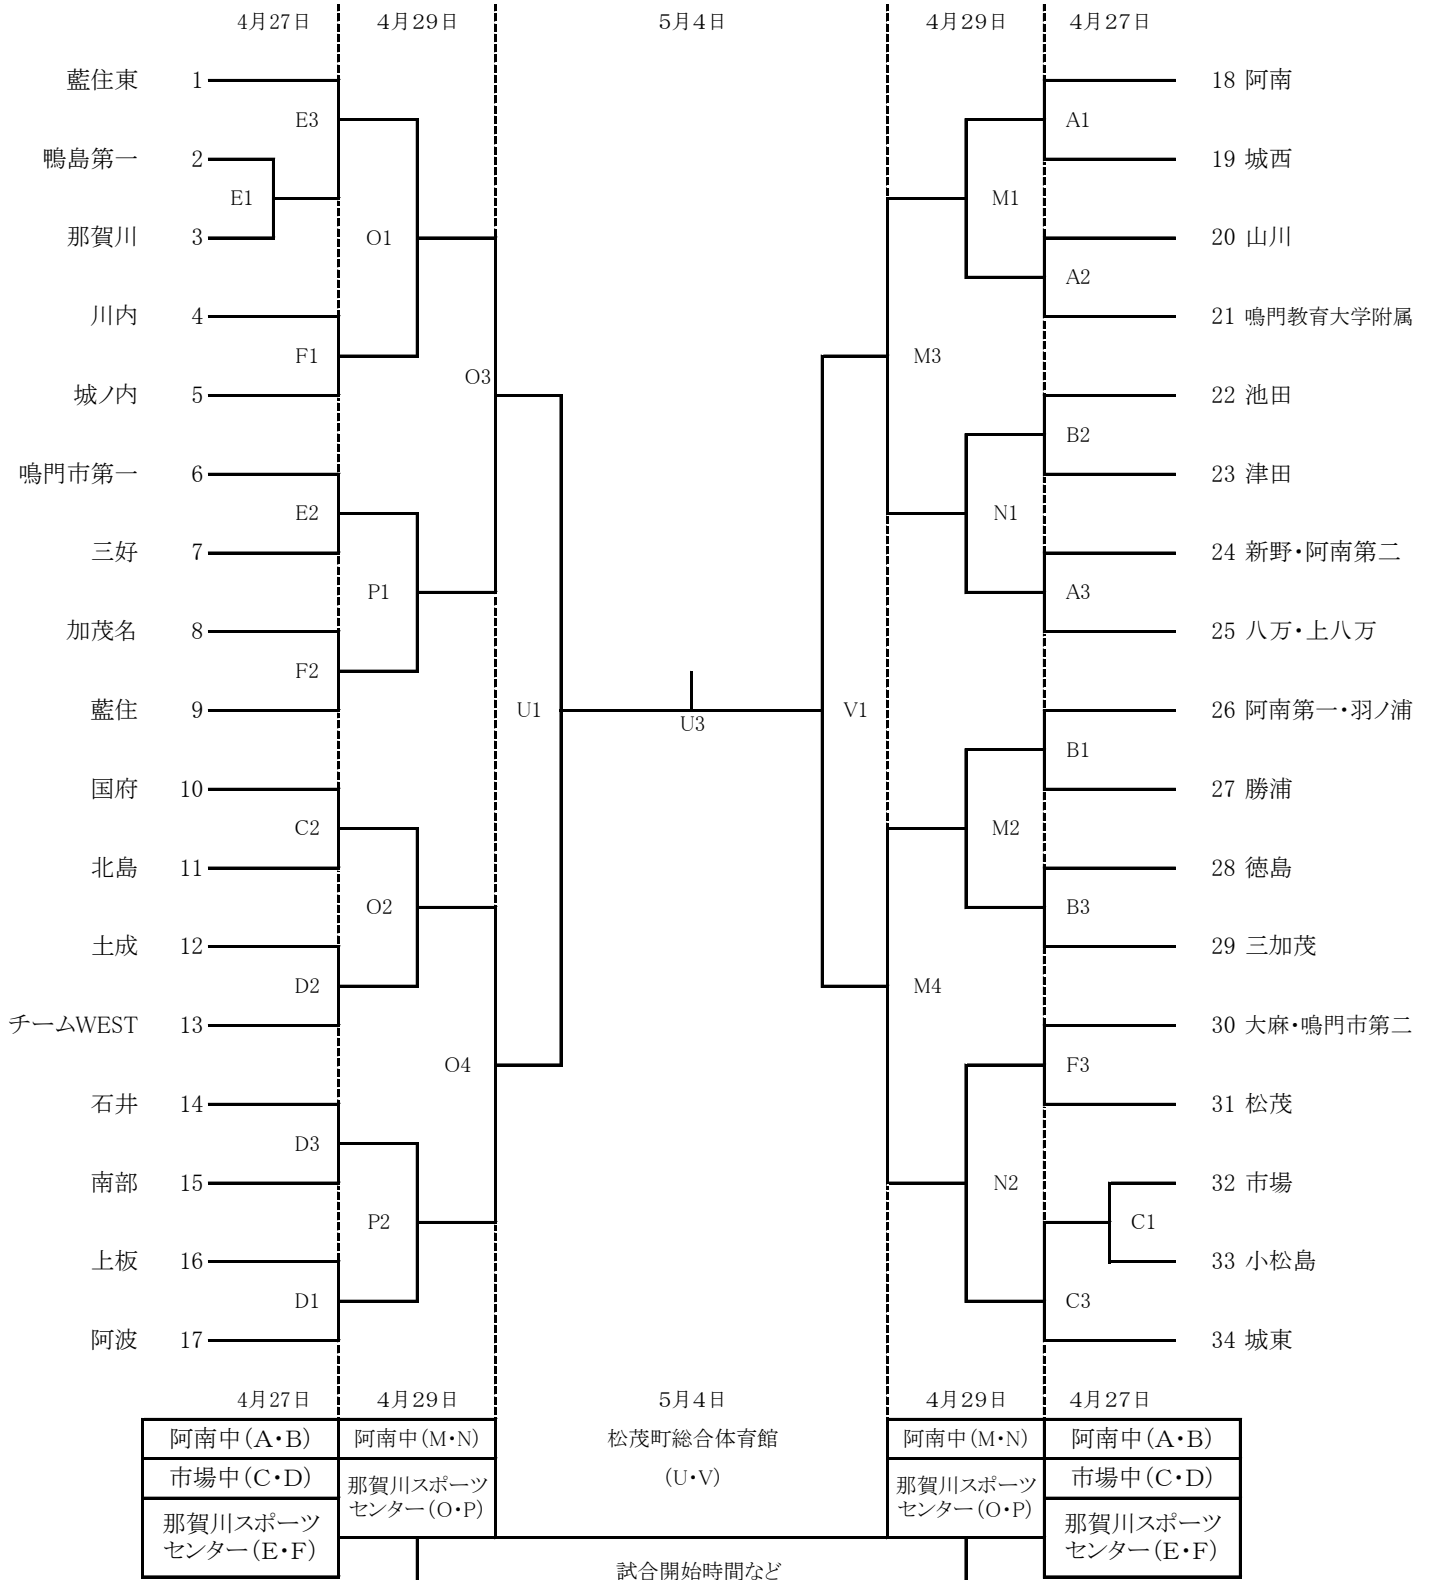 4月27日 4月29日 5月4日 4月29日 4月27日
藍住東 1
18 阿南
E3
A1
鴨島第一 2
19 城西
E1
M1
那賀川 3
O1
20 山川
A2
川内 4
21 鳴門教育大学附属
F1
M3
O3
城ノ内 5
22 池田
B2
鳴門市第一 6
23 津田
E2
N1
三好 7
24 新野・阿南第二
P1
A3
加茂名 8
25 八万・上八万
F2
藍住 9
U1
U3
V1
26 阿南第一・羽ノ浦
B1
国府 10
27 勝浦
C2
M2
北島 11
28 徳島
O2
B3
土成 12
29 三加茂
D2
M4
チームWEST 13
30 大麻・鳴門市第二
O4
F3
石井 14
31 松茂
D3
南部 15
N2
32 市場
P2
C1
上板 16
33 小松島
D1
C3
阿波 17
34 城東
4月27日 4月29日 5月4日 4月29日 4月27日
阿南中(A・B) 阿南中(M・N) 松茂町総合体育館 阿南中(M・N) 阿南中(A・B)
市場中(C・D) 那賀川スポーツ (U・V) 那賀川スポーツ 市場中(C・D)
センター(O・P) センター(O・P)
那賀川スポーツ 那賀川スポーツ
センター(E・F) センター(E・F)
試合開始時間など